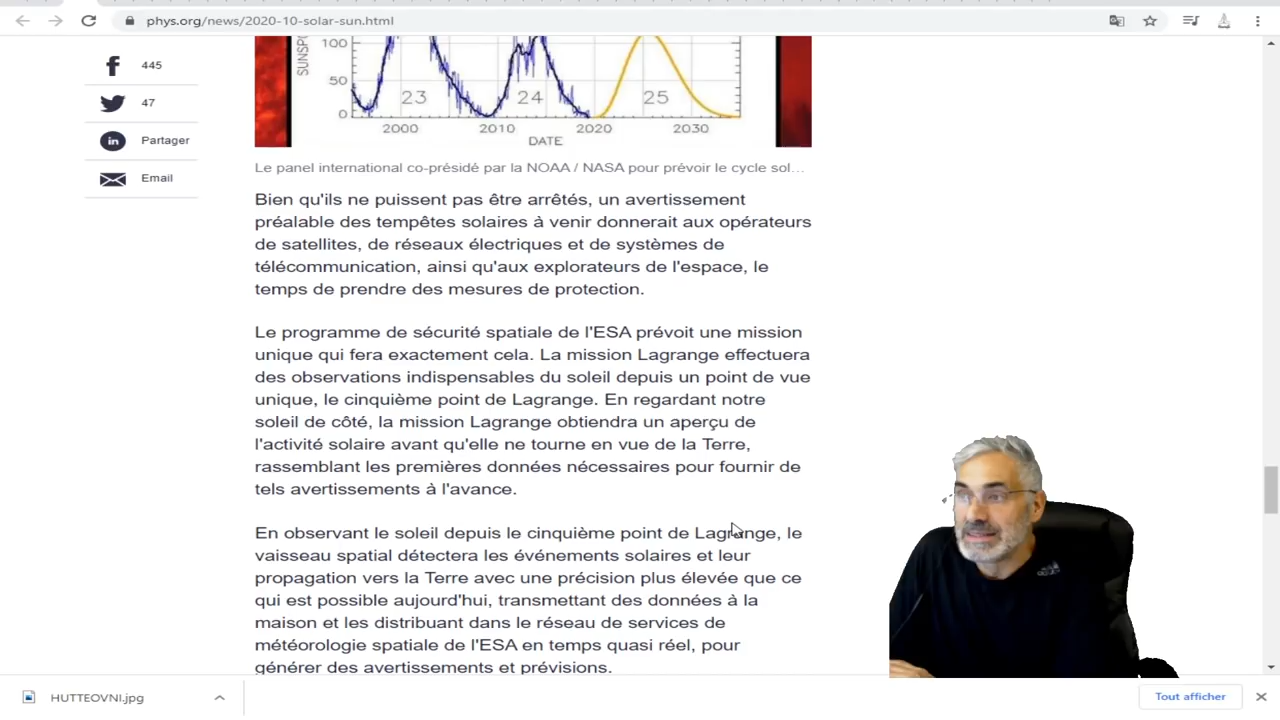 phys.org/news/2020-10-solar-sun.html
445
47
Partager
Email
100
50
0
23
24
25
2000
2010
2020
2030
DATE
Le panel international co-présidé par la NOAA / NASA pour prévoir le cycle sol...
Bien qu'ils ne puissent pas être arrêtés, un avertissement
préalable des tempêtes solaires à venir donnerait aux opérateurs
de satellites, de réseaux électriques et de systèmes de
télécommunication, ainsi qu'aux explorateurs de l'espace, le
temps de prendre des mesures de protection.
Le programme de sécurité spatiale de l'ESA prévoit une mission
unique qui fera exactement cela. La mission Lagrange effectuera
des observations indispensables du soleil depuis un point de vue
unique, le cinquième point de Lagrange. En regardant notre
soleil de côté, la mission Lagrange obtiendra un aperçu de
l'activité solaire avant qu'elle ne tourne en vue de la Terre,
rassemblant les premières données nécessaires pour fournir de
tels avertissements à l'avance.
En observant le soleil depuis le cinquième point de Lagrange, le
vaisseau spatial détectera les événements solaires et leur
propagation vers la Terre avec une précision plus élevée que ce
qui est possible aujourd'hui, transmettant des données à la
maison et les distribuant dans le réseau de services de
météorologie spatiale de l'ESA en temps quasi réel, pour
générer des avertissements et prévisions.
HUTTEOVNI.jpg
Tout afficher